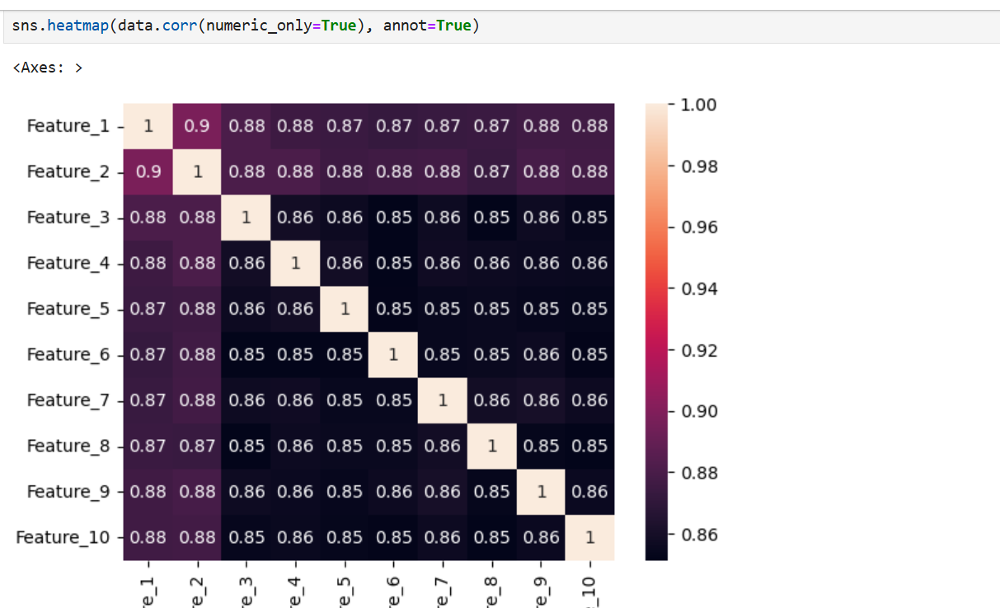 sns.heatmap(data.corr(numeric_only=True), annot=True)
<Axes: >
Feature_1 1 0.9 0.88 0.88 0.87 0.87 0.87 0.87 0.88 0.88
Feature_2 0.9 1 0.88 0.88 0.88 0.88 0.88 0.87 0.88 0.88
Feature_3 0.88 0.88 1 0.86 0.86 0.85 0.86 0.85 0.86 0.85
Feature_4 0.88 0.88 0.86 1 0.86 0.85 0.86 0.86 0.86 0.86
Feature_5 0.87 0.88 0.86 0.86 1 0.85 0.85 0.85 0.85 0.85
Feature_6 0.87 0.88 0.85 0.85 0.85 1 0.85 0.85 0.86 0.85
Feature_7 0.87 0.88 0.86 0.86 0.85 0.85 1 0.86 0.86 0.86
Feature_8 0.87 0.87 0.85 0.86 0.85 0.85 0.86 1 0.85 0.85
Feature_9 0.88 0.88 0.86 0.86 0.85 0.86 0.86 0.85 1 0.86
Feature_10 0.88 0.88 0.85 0.86 0.85 0.85 0.86 0.85 0.86 1
re_1 re_2 re_3 re_4 re_5 re_6 re_7 re_8 re_9 _10
1.00
0.98
0.96
0.94
0.92
0.90
0.88
0.86